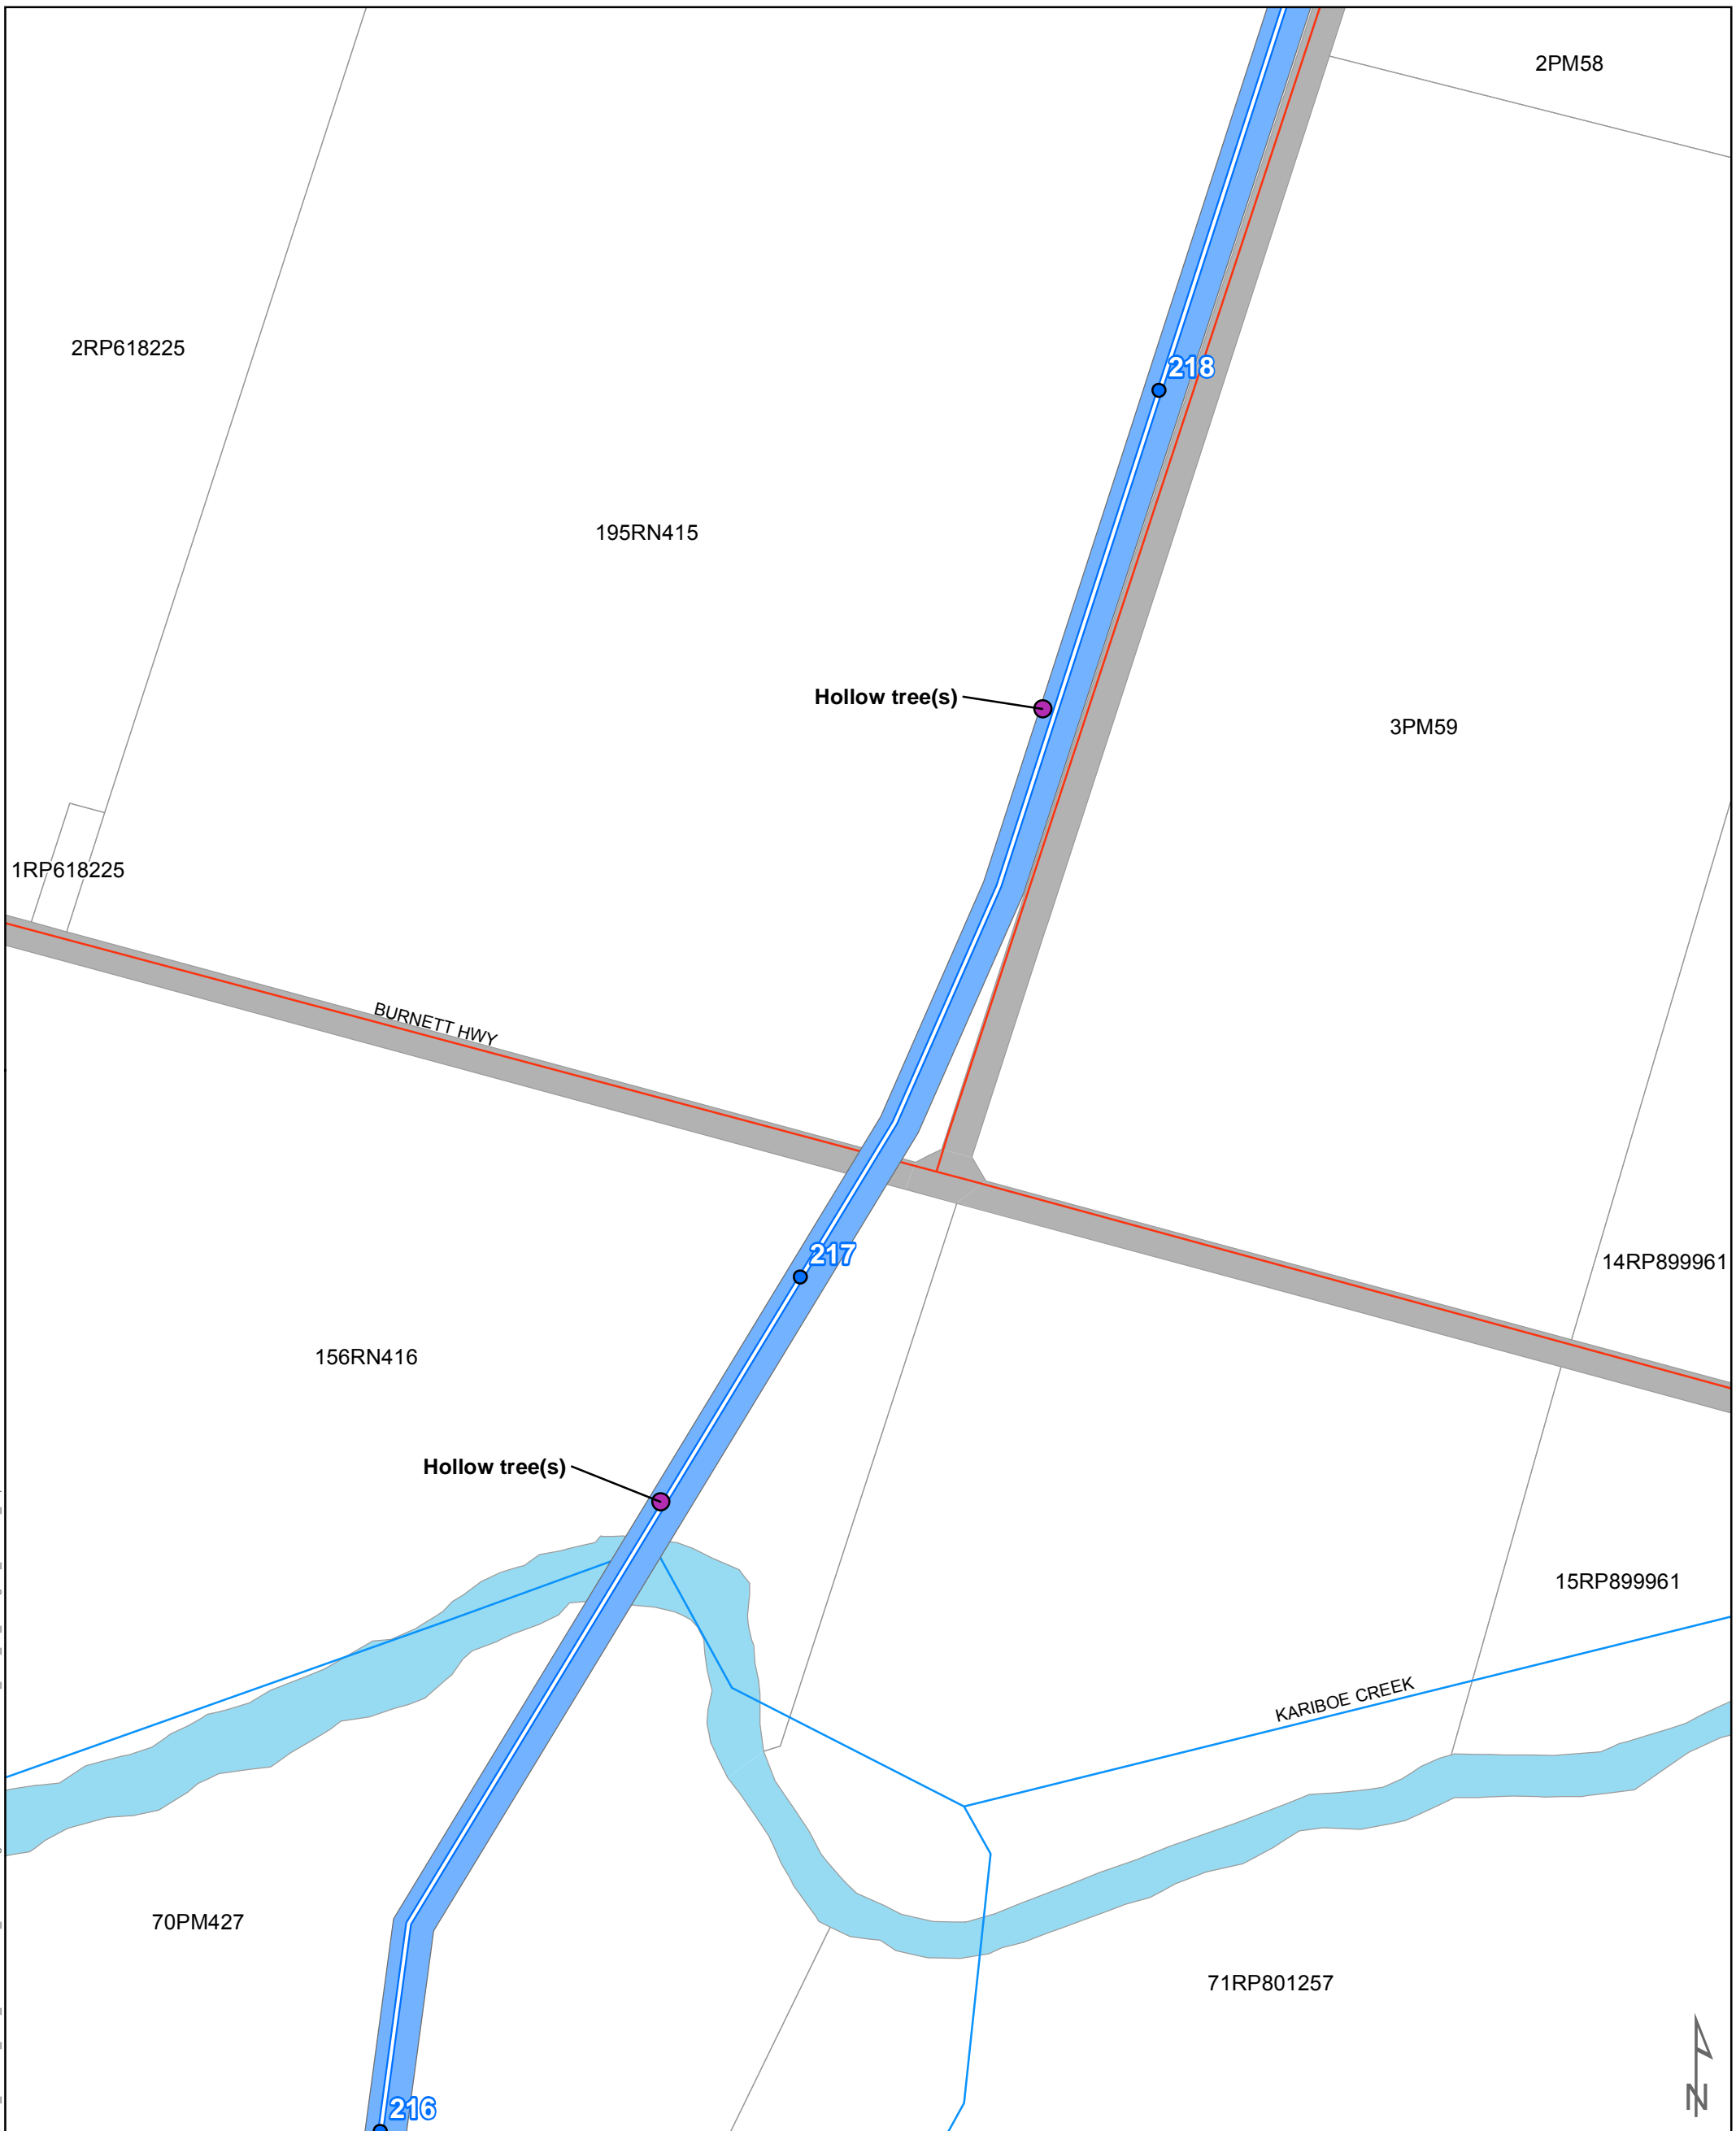 2PM58
2RP618225
218
195RN415
Hollow tree(s)
3PM59
1RP618225
BURNETT HWY
217
14RP899961
156RN416
Hollow tree(s)
15RP899961
KARIBOE CREEK
70PM427
71RP801257
N
216